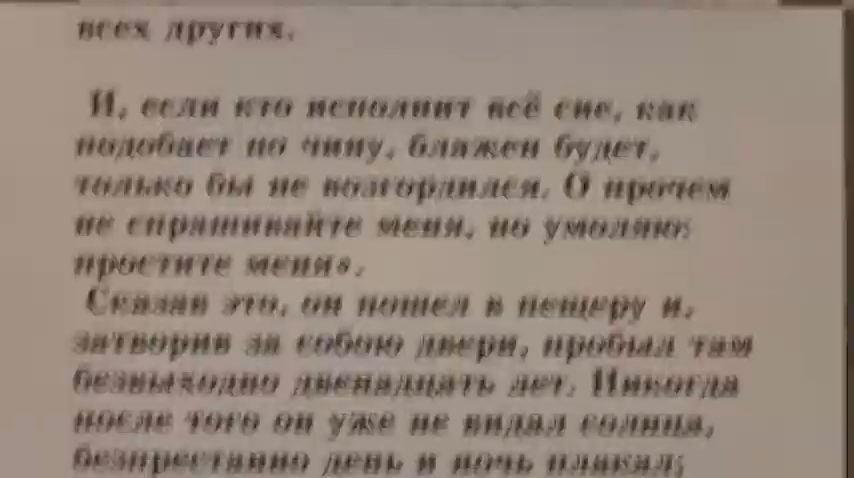 всех других.
И, если кто исполнит всё сие, как
подобает по чину, блажен будет,
только бы не возгордился. О прочем
не спрашивайте меня, но умоляю:
простите меня».
Сказав это, он пошел в пещеру и,
затворив за собою двери, пробыл там
безвыходно двенадцать лет. Никогда
после того он уже не видал солнца,
безпрестанно день и ночь плакал;